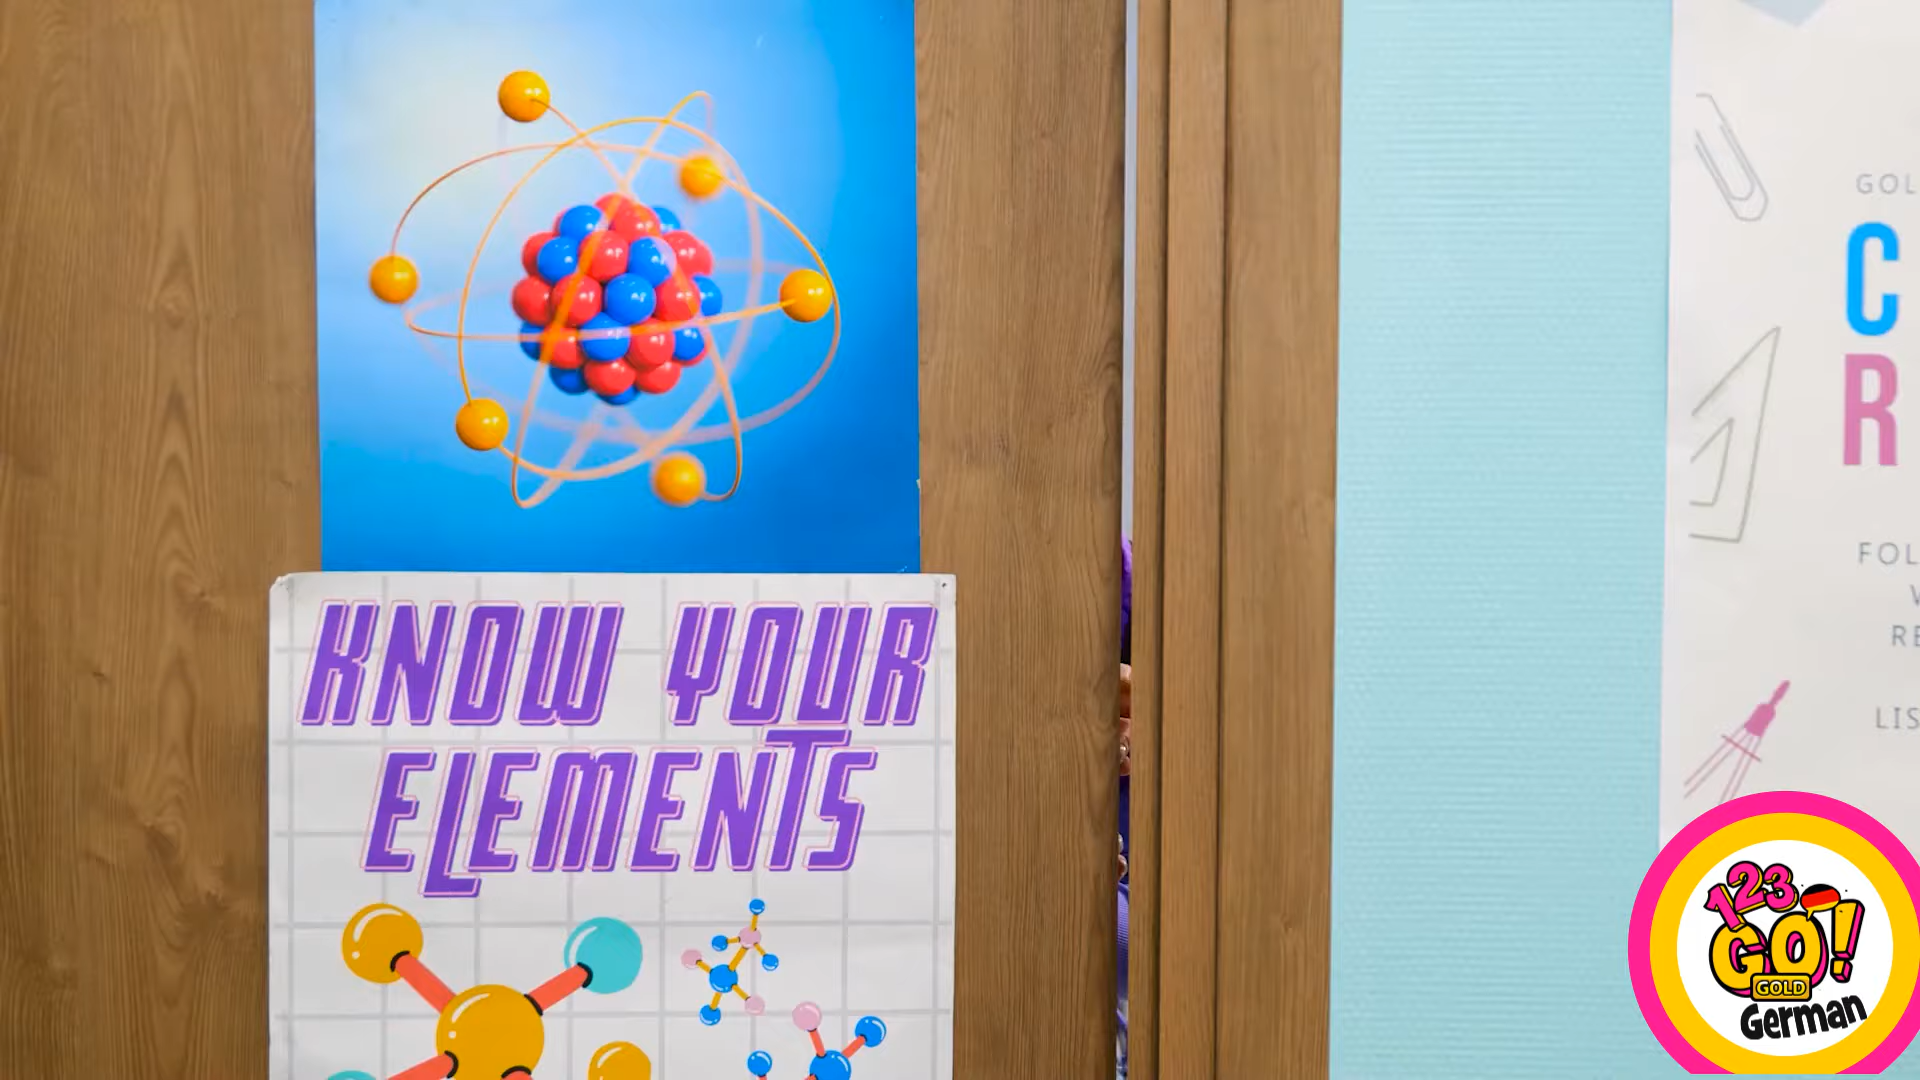 KNOW YOUR
ELEMENTS
GOL
C
R
FOL
RE
LIS
123
GO!
GOLD
German